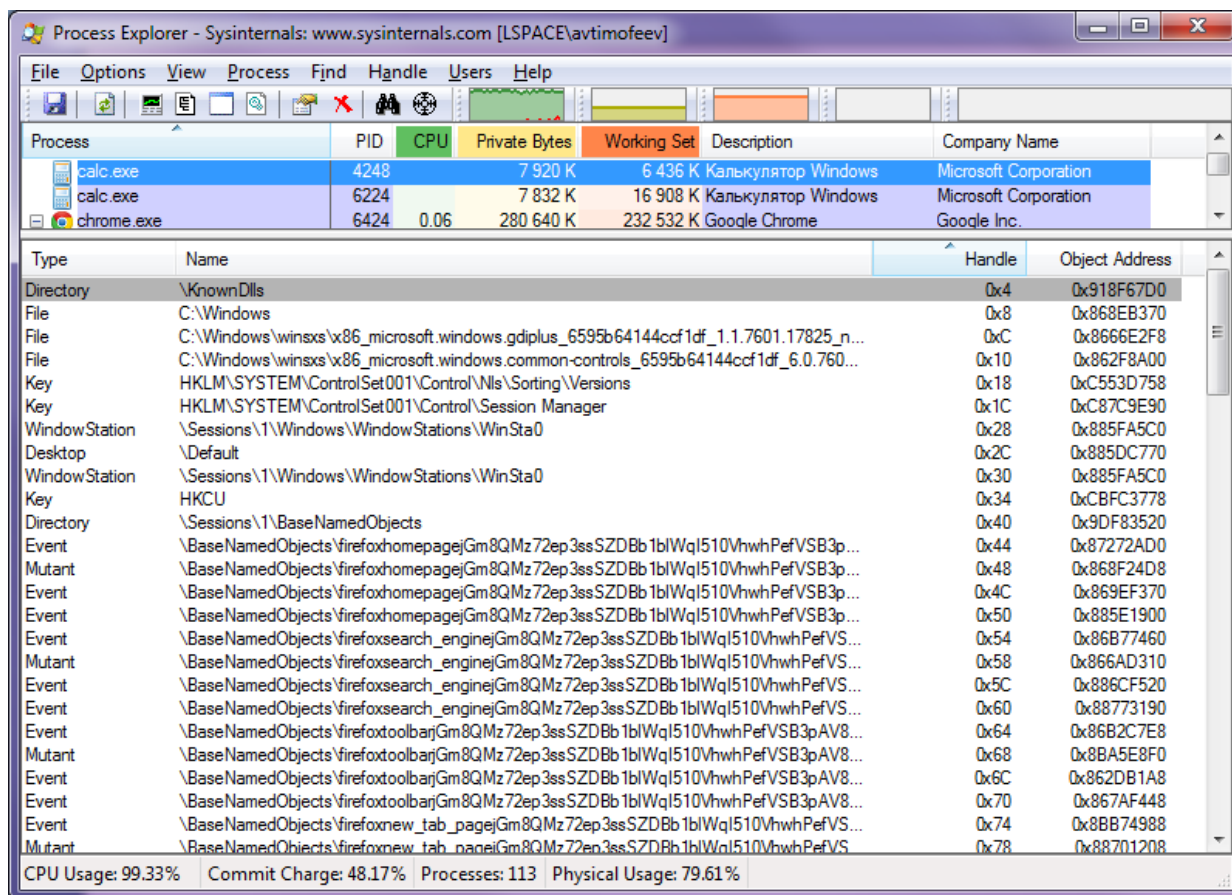 Process Explorer - Sysinternals: www.sysinternals.com [LSPACE\avtimofeev]
File Options View Process Find Handle Users Help
Process PID CPU Private Bytes Working Set Description Company Name
calc.exe 4248 7 920 K 6 436 K Калькулятор Windows Microsoft Corporation
calc.exe 6224 7 832 K 16 908 K Калькулятор Windows Microsoft Corporation
chrome.exe 6424 0.06 280 640 K 232 532 K Google Chrome Google Inc.
Type Name Handle Object Address
Directory \KnownDlls 0x4 0x918F67D0
File C:\Windows 0x8 0x868EB370
File C:\Windows\winsxs\x86_microsoft.windows.gdiplus_6595b64144ccf1df_1.1.7601.17825_n... 0xC 0x8666E2F8
File C:\Windows\winsxs\x86_microsoft.windows.common-controls_6595b64144ccf1df_6.0.760... 0x10 0x862F8A00
Key HKLM\SYSTEM\ControlSet001\Control\Nls\Sorting\Versions 0x18 0xC553D758
Key HKLM\SYSTEM\ControlSet001\Control\Session Manager 0x1C 0xC87C9E90
WindowStation \Sessions\1\Windows\WindowStations\WinSta0 0x28 0x885FA5C0
Desktop \Default 0x2C 0x885DC770
WindowStation \Sessions\1\Windows\WindowStations\WinSta0 0x30 0x885FA5C0
Key HKCU 0x34 0xCBFC3778
Directory \Sessions\1\BaseNamedObjects 0x40 0x9DF83520
Event \BaseNamedObjects\firefoxhomepagejGm8QMz72ep3ssSZDBb1blWqI510VhwhPefVSB3p... 0x44 0x87272AD0
Mutant \BaseNamedObjects\firefoxhomepagejGm8QMz72ep3ssSZDBb1blWqI510VhwhPefVSB3p... 0x48 0x868F24D8
Event \BaseNamedObjects\firefoxhomepagejGm8QMz72ep3ssSZDBb1blWqI510VhwhPefVSB3p... 0x4C 0x869EF370
Event \BaseNamedObjects\firefoxhomepagejGm8QMz72ep3ssSZDBb1blWqI510VhwhPefVSB3p... 0x50 0x885E1900
Event \BaseNamedObjects\firefoxsearch_enginejGm8QMz72ep3ssSZDBb1blWqI510VhwhPefVS... 0x54 0x86B77460
Mutant \BaseNamedObjects\firefoxsearch_enginejGm8QMz72ep3ssSZDBb1blWqI510VhwhPefVS... 0x58 0x866AD310
Event \BaseNamedObjects\firefoxsearch_enginejGm8QMz72ep3ssSZDBb1blWqI510VhwhPefVS... 0x5C 0x886CF520
Event \BaseNamedObjects\firefoxsearch_enginejGm8QMz72ep3ssSZDBb1blWqI510VhwhPefVS... 0x60 0x88773190
Event \BaseNamedObjects\firefoxtoolbarjGm8QMz72ep3ssSZDBb1blWqI510VhwhPefVSB3pAV8... 0x64 0x86B2C7E8
Mutant \BaseNamedObjects\firefoxtoolbarjGm8QMz72ep3ssSZDBb1blWqI510VhwhPefVSB3pAV8... 0x68 0x8BA5E8F0
Event \BaseNamedObjects\firefoxtoolbarjGm8QMz72ep3ssSZDBb1blWqI510VhwhPefVSB3pAV8... 0x6C 0x862DB1A8
Event \BaseNamedObjects\firefoxtoolbarjGm8QMz72ep3ssSZDBb1blWqI510VhwhPefVSB3pAV8... 0x70 0x867AF448
Event \BaseNamedObjects\firefoxnew_tab_pagejGm8QMz72ep3ssSZDBb1blWqI510VhwhPefVS... 0x74 0x8BB74988
Mutant \BaseNamedObjects\firefoxnew_tab_pagejGm8QMz72ep3ssSZDBb1blWqI510VhwhPefVS... 0x78 0x88701208
CPU Usage: 99.33% Commit Charge: 48.17% Processes: 113 Physical Usage: 79.61%